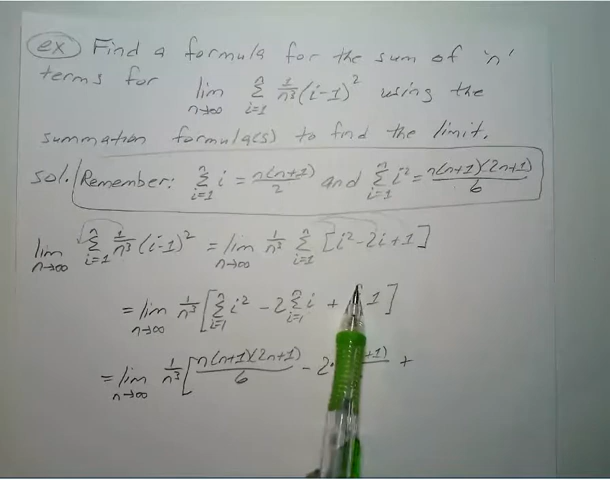 ex Find a formula for the sum of 'n'
terms for lim n→∞ Σ i=1 n 1/n³ (i-1)² using the
summation formula(s) to find the limit.
sol. Remember: Σ i=1 n i = n(n+1)/2 and Σ i=1 n i² = n(n+1)(2n+1)/6
lim n→∞ Σ i=1 n 1/n³ (i-1)² = lim n→∞ 1/n³ Σ i=1 n [i²-2i+1]
= lim n→∞ 1/n³ [Σ i=1 n i² - 2 Σ i=1 n i + 1]
= lim n→∞ 1/n³ [n(n+1)(2n+1)/6 - 2· +1) +